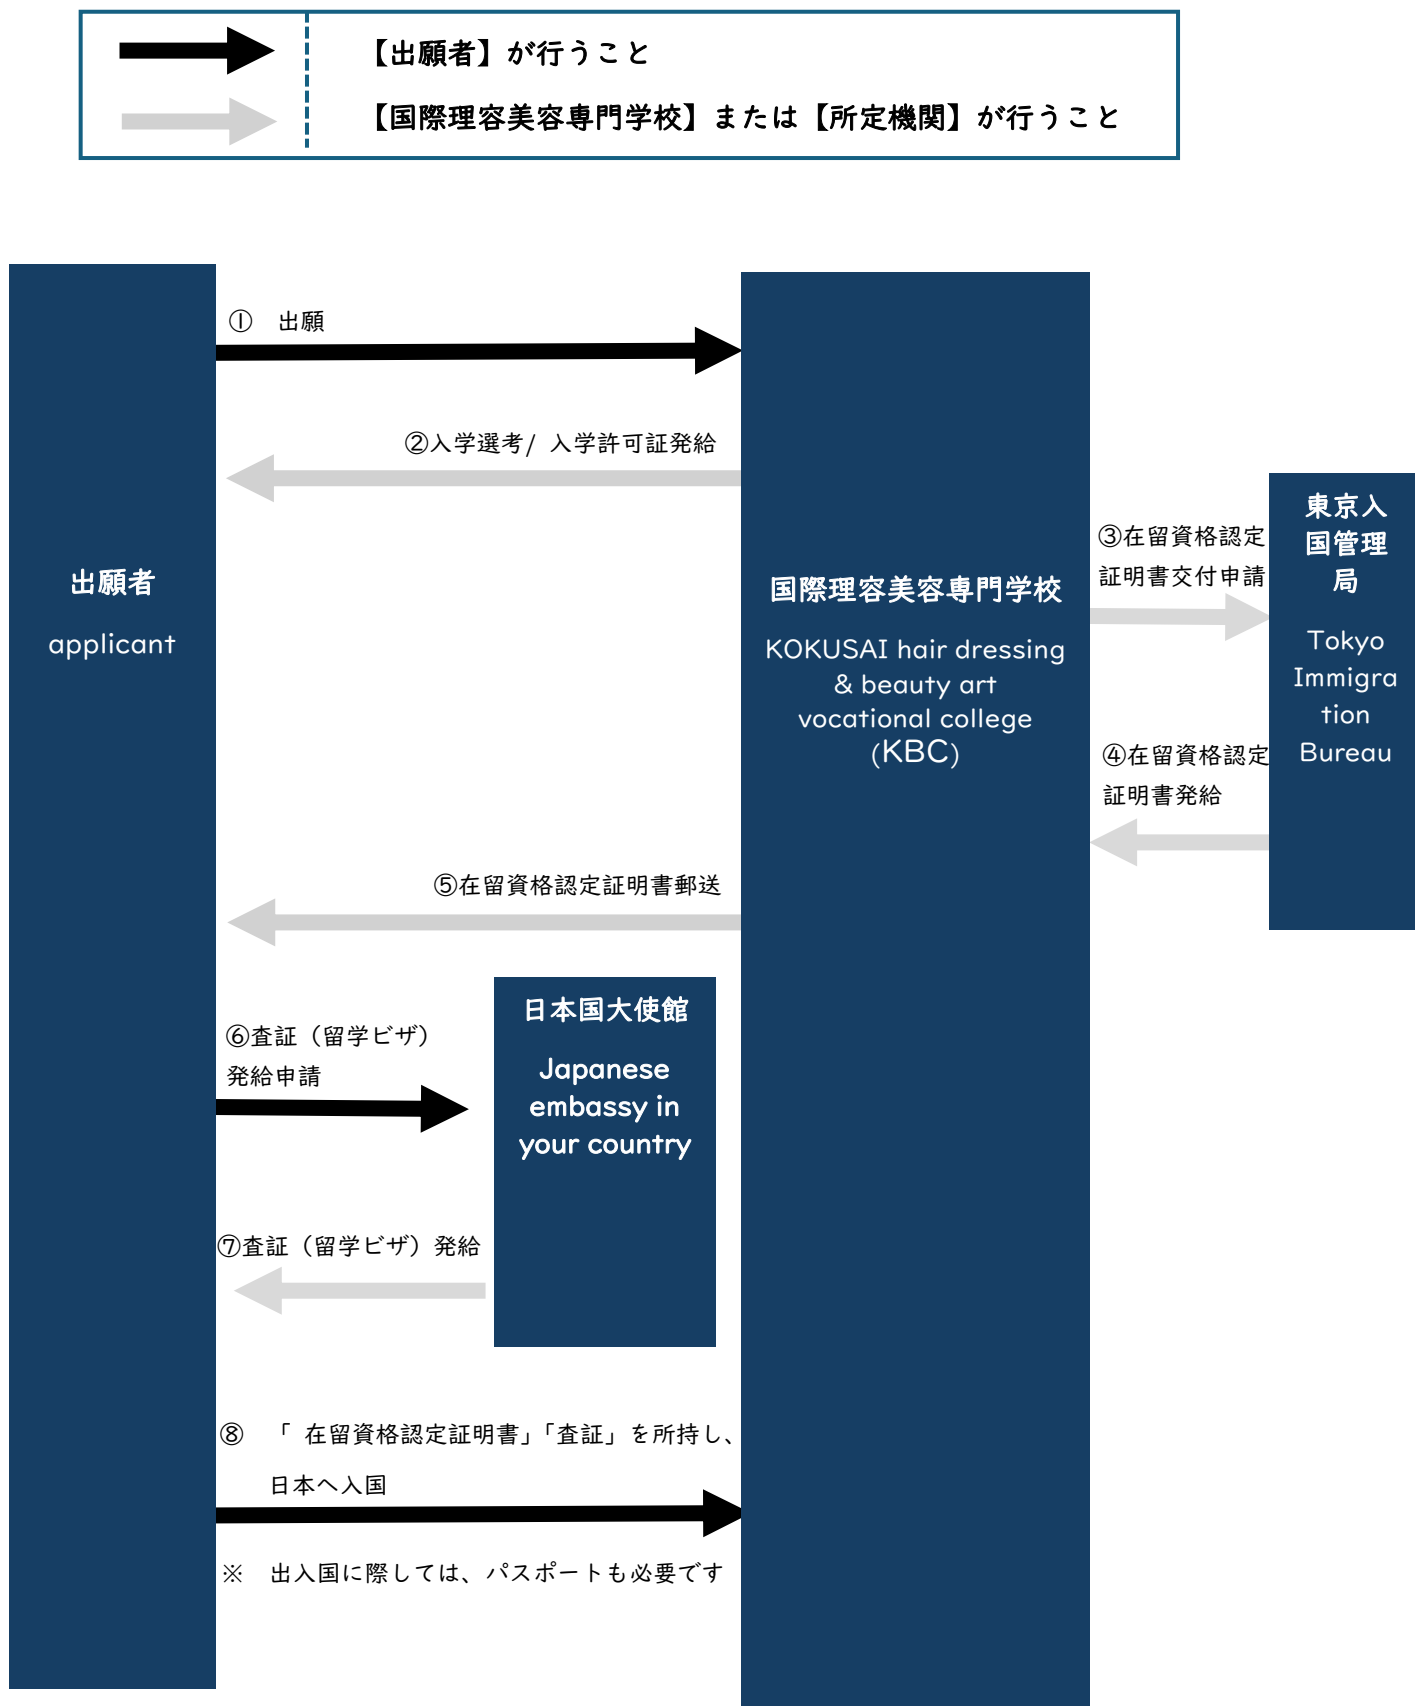 【出願者】が行うこと
【国際理容美容専門学校】または【所定機関】が行うこと
① 出願
②入学選考/ 入学許可証発給
出願者
applicant
国際理容美容専門学校
KOKUSAI hair dressing
& beauty art
vocational college
(KBC)
③在留資格認定
証明書交付申請
東京入
国管理
局
Tokyo
Immigra
tion
Bureau
④在留資格認定
証明書発給
⑤在留資格認定証明書郵送
⑥査証（留学ビザ）
発給申請
日本国大使館
Japanese
embassy in
your country
⑦査証（留学ビザ）発給
⑧ 「 在留資格認定証明書」「査証」を所持し、
日本へ入国
※ 出入国に際しては、パスポートも必要です